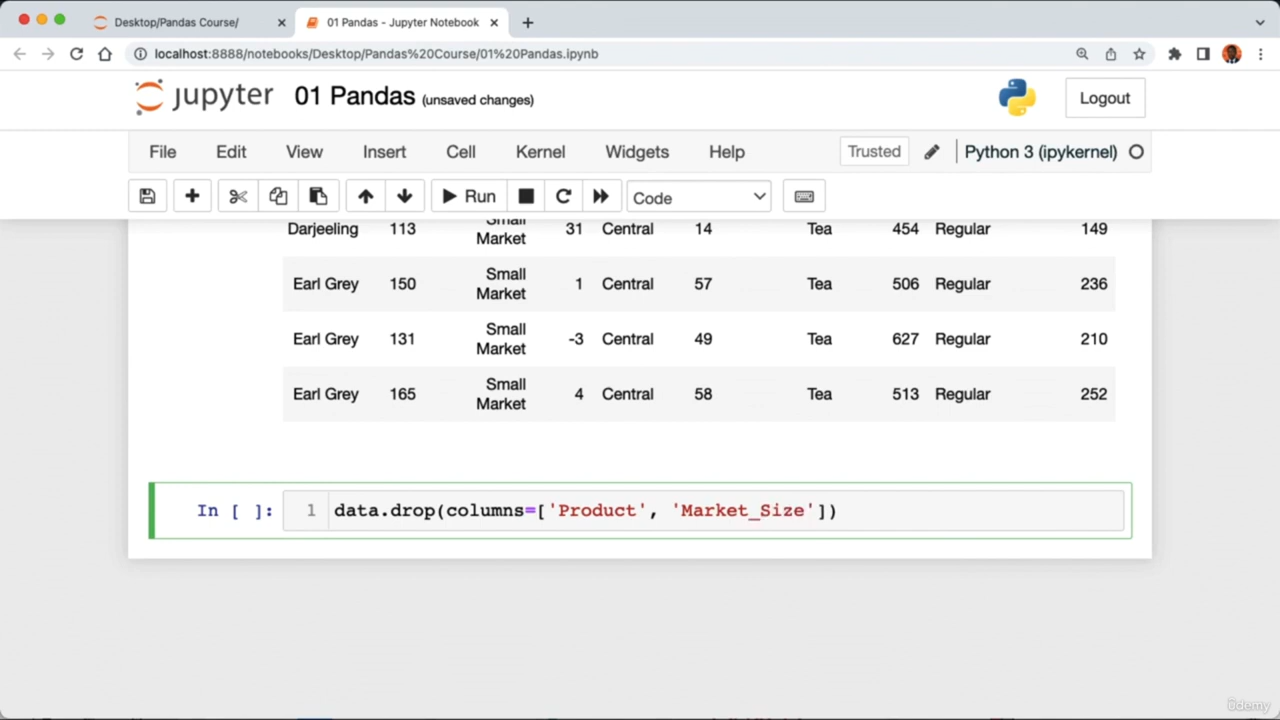 Desktop/Pandas Course/
01 Pandas - Jupyter Notebook
localhost:8888/notebooks/Desktop/Pandas%20Course/01%20Pandas.ipynb
jupyter 01 Pandas (unsaved changes)
Logout
File Edit View Insert Cell Kernel Widgets Help Trusted Python 3 (ipykernel)
Run Code
Darjeeling 113 Small Market 31 Central 14 Tea 454 Regular 149
Earl Grey 150 Small Market 1 Central 57 Tea 506 Regular 236
Earl Grey 131 Small Market -3 Central 49 Tea 627 Regular 210
Earl Grey 165 Small Market 4 Central 58 Tea 513 Regular 252
In [ ]: 1 data.drop(columns=['Product', 'Market_Size'])
ûdemy